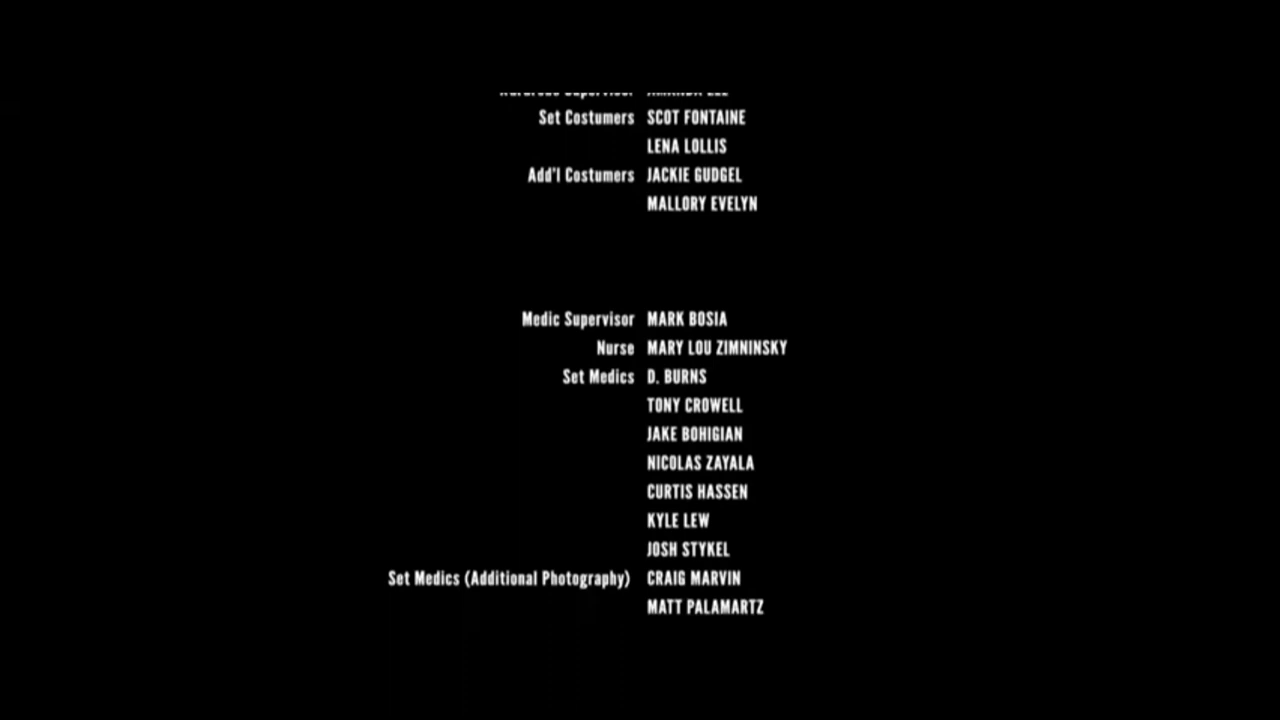 Set Costumers SCOT FONTAINE
LENA LOLLIS
Add'l Costumers JACKIE GUDGEL
MALLORY EVELYN
Medic Supervisor MARK BOSIA
Nurse MARY LOU ZIMNINSKY
Set Medics D. BURNS
TONY CROWELL
JAKE BOHIGIAN
NICOLAS ZAYALA
CURTIS HASSEN
KYLE LEW
JOSH STYKEL
Set Medics (Additional Photography) CRAIG MARVIN
MATT PALAMARTZ